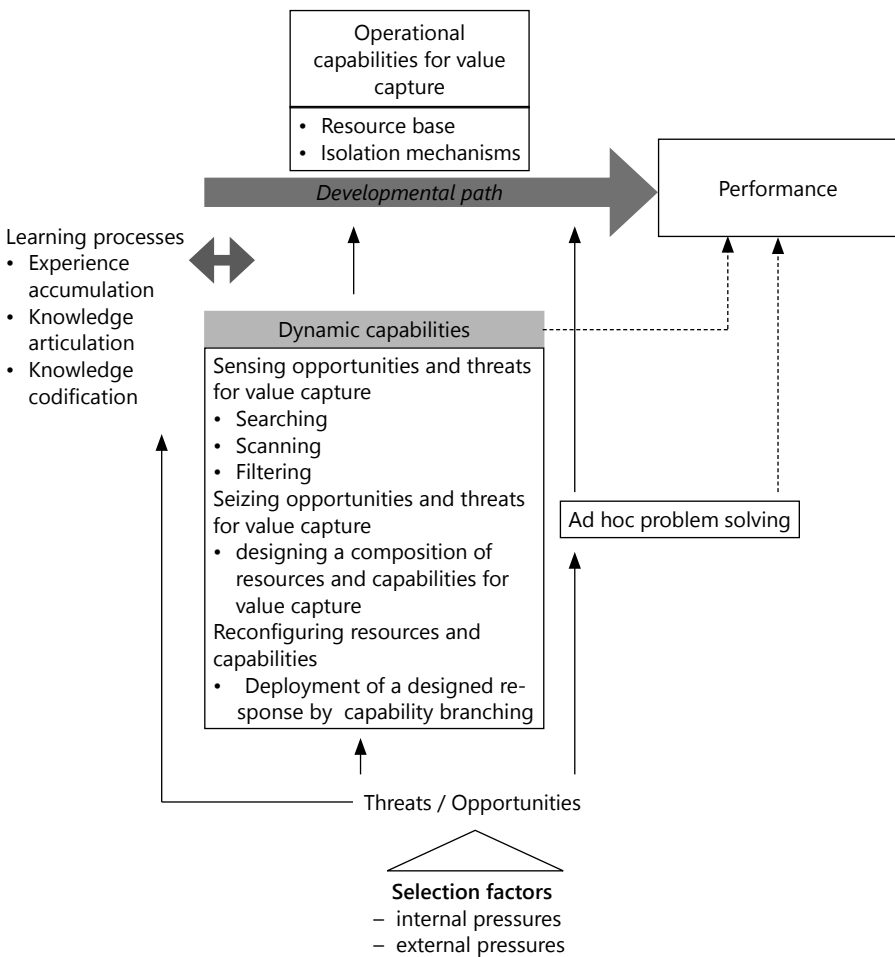 Operational
capabilities for value
capture
• Resource base
• Isolation mechanisms
Developmental path
Performance
Learning processes
• Experience
accumulation
• Knowledge
articulation
• Knowledge
codification
Dynamic capabilities
Sensing opportunities and threats
for value capture
• Searching
• Scanning
• Filtering
Seizing opportunities and threats
for value capture
• designing a composition of
resources and capabilities for
value capture
Reconfiguring resources and
capabilities
• Deployment of a designed re-
sponse by capability branching
Ad hoc problem solving
Threats / Opportunities
Selection factors
– internal pressures
– external pressures